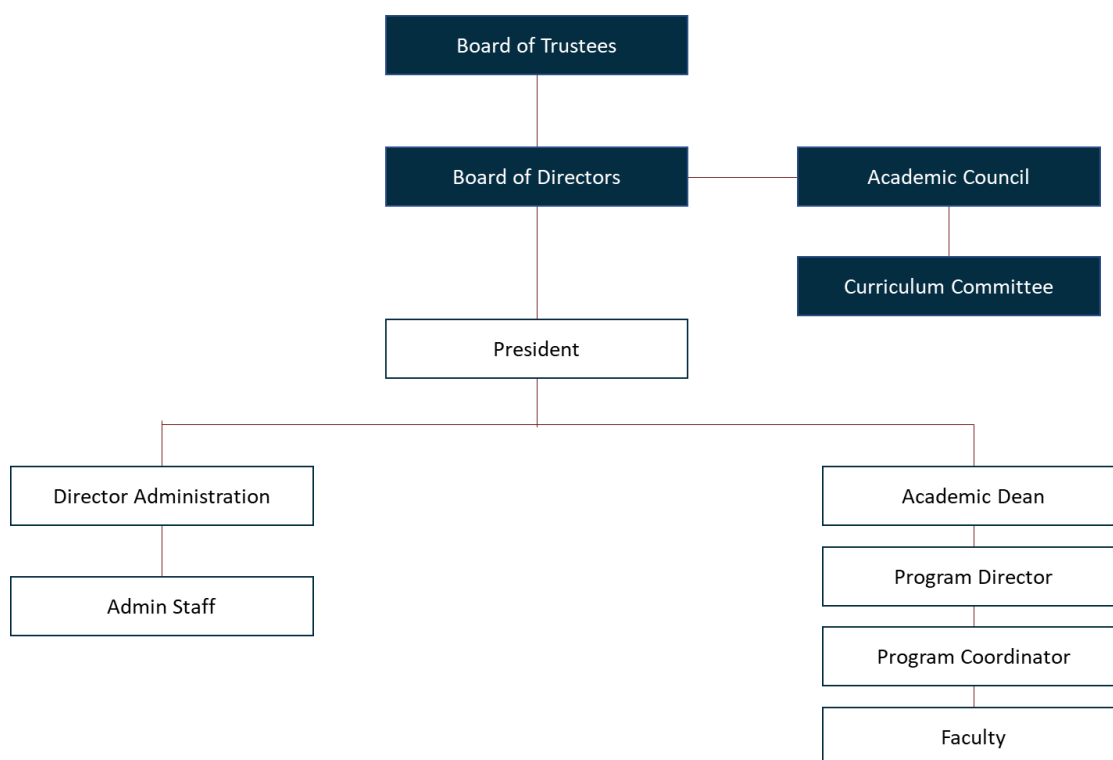 Board of Trustees
Board of Directors
Academic Council
Curriculum Committee
President
Director Administration
Academic Dean
Program Director
Admin Staff
Program Coordinator
Faculty